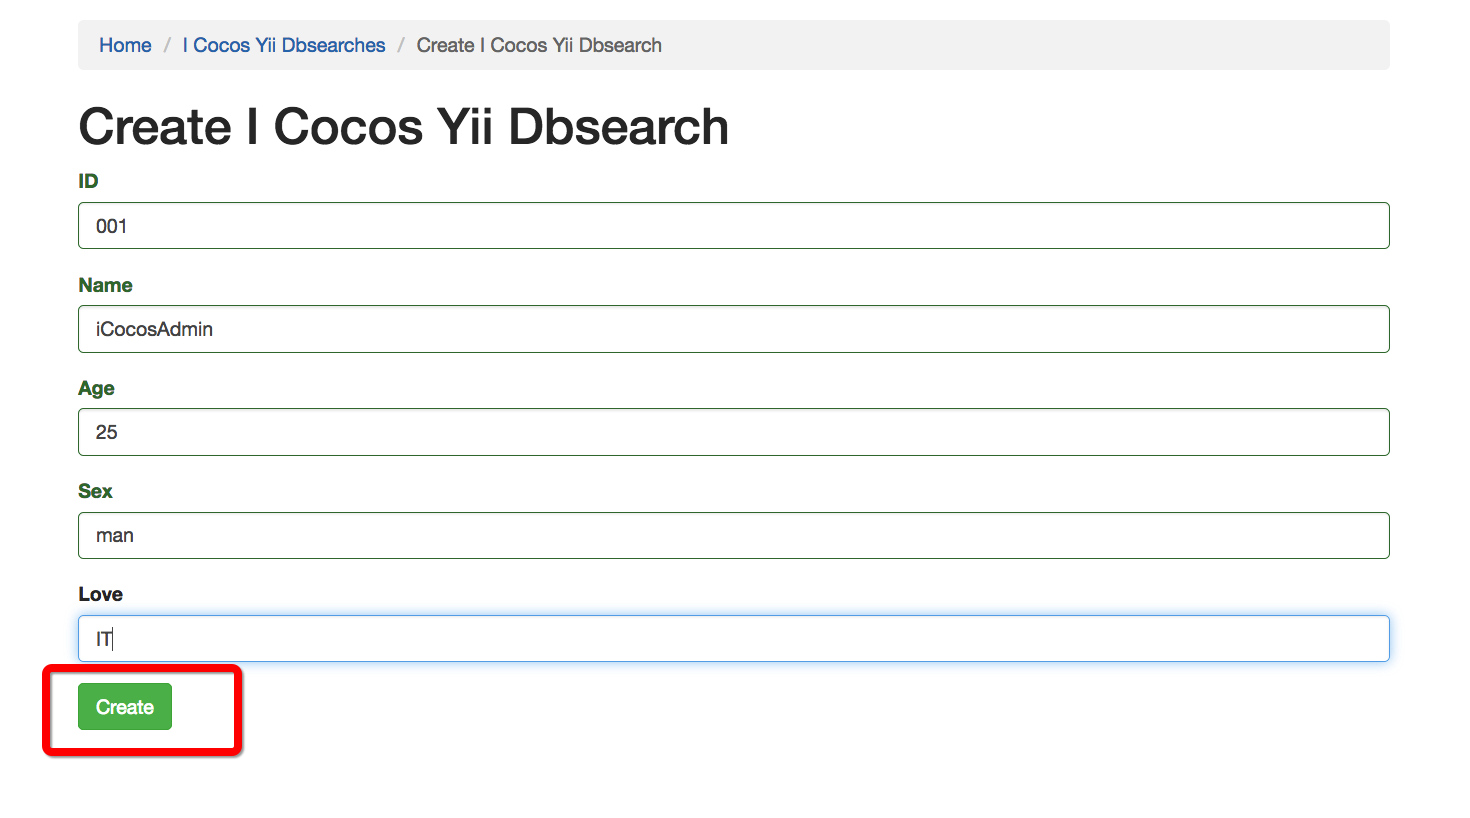 Home / I Cocos Yii Dbsearches / Create I Cocos Yii Dbsearch
Create I Cocos Yii Dbsearch
ID
001
Name
iCocosAdmin
Age
25
Sex
man
Love
IT
Create